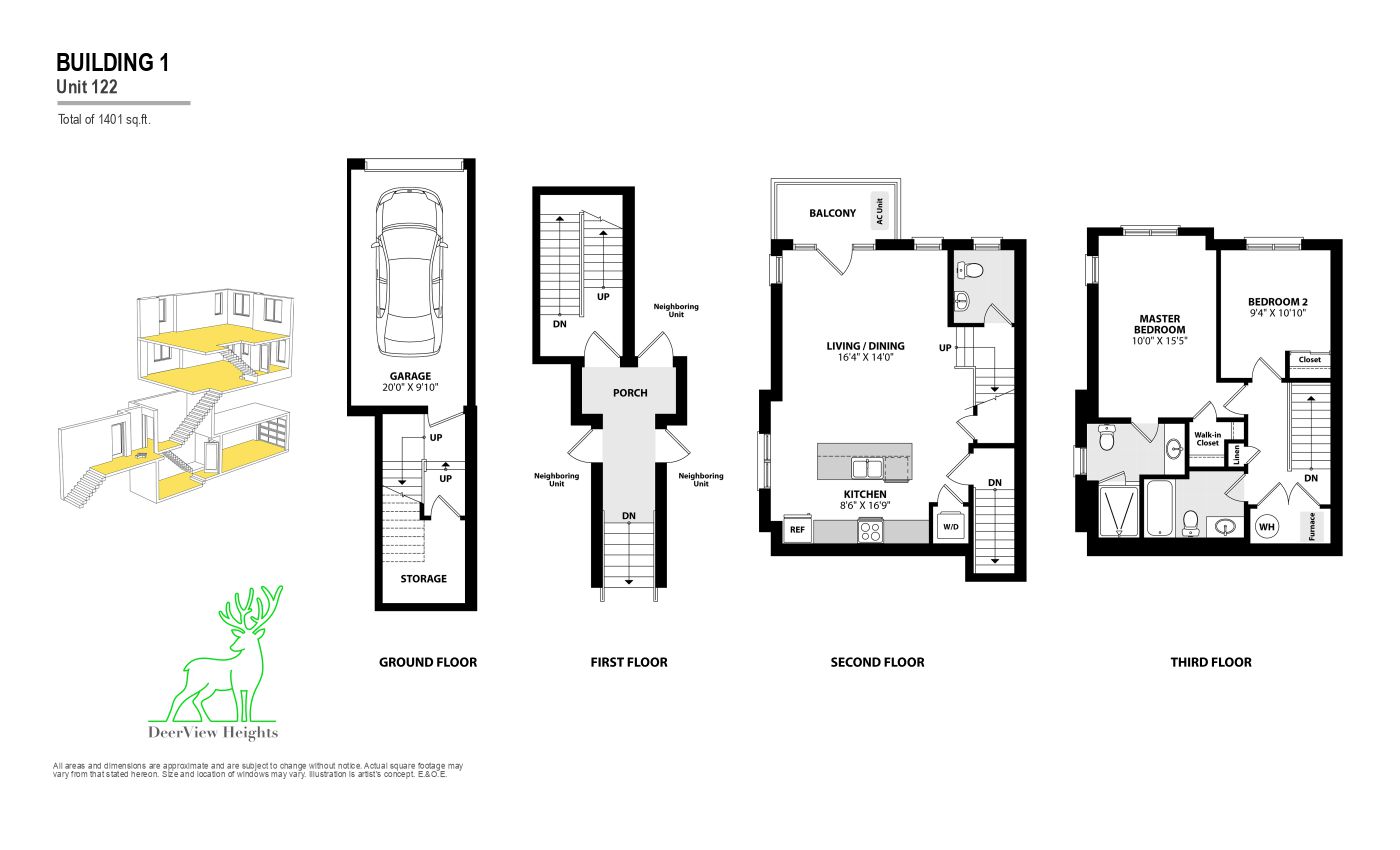 BUILDING 1
Unit 122
Total of 1401 sq.ft.
GARAGE
20'0" X 9'10"
UP
UP
STORAGE
GROUND FLOOR
UP
DN
Neighboring
Unit
PORCH
Neighboring
Unit
Neighboring
Unit
DN
FIRST FLOOR
BALCONY
AC Unit
LIVING / DINING
16'4" X 14'0"
UP
KITCHEN
8'6" X 16'9"
DN
REF
W/D
SECOND FLOOR
MASTER
BEDROOM
10'0" X 15'5"
BEDROOM 2
9'4" X 10'10"
Closet
Walk-in
Closet
Linen
DN
WH
Furnace
THIRD FLOOR
DeerView Heights
All areas and dimensions are approximate and are subject to change without notice. Actual square footage may
vary from that stated hereon. Size and location of windows may vary. Illustration is artist's concept. E.&O.E.